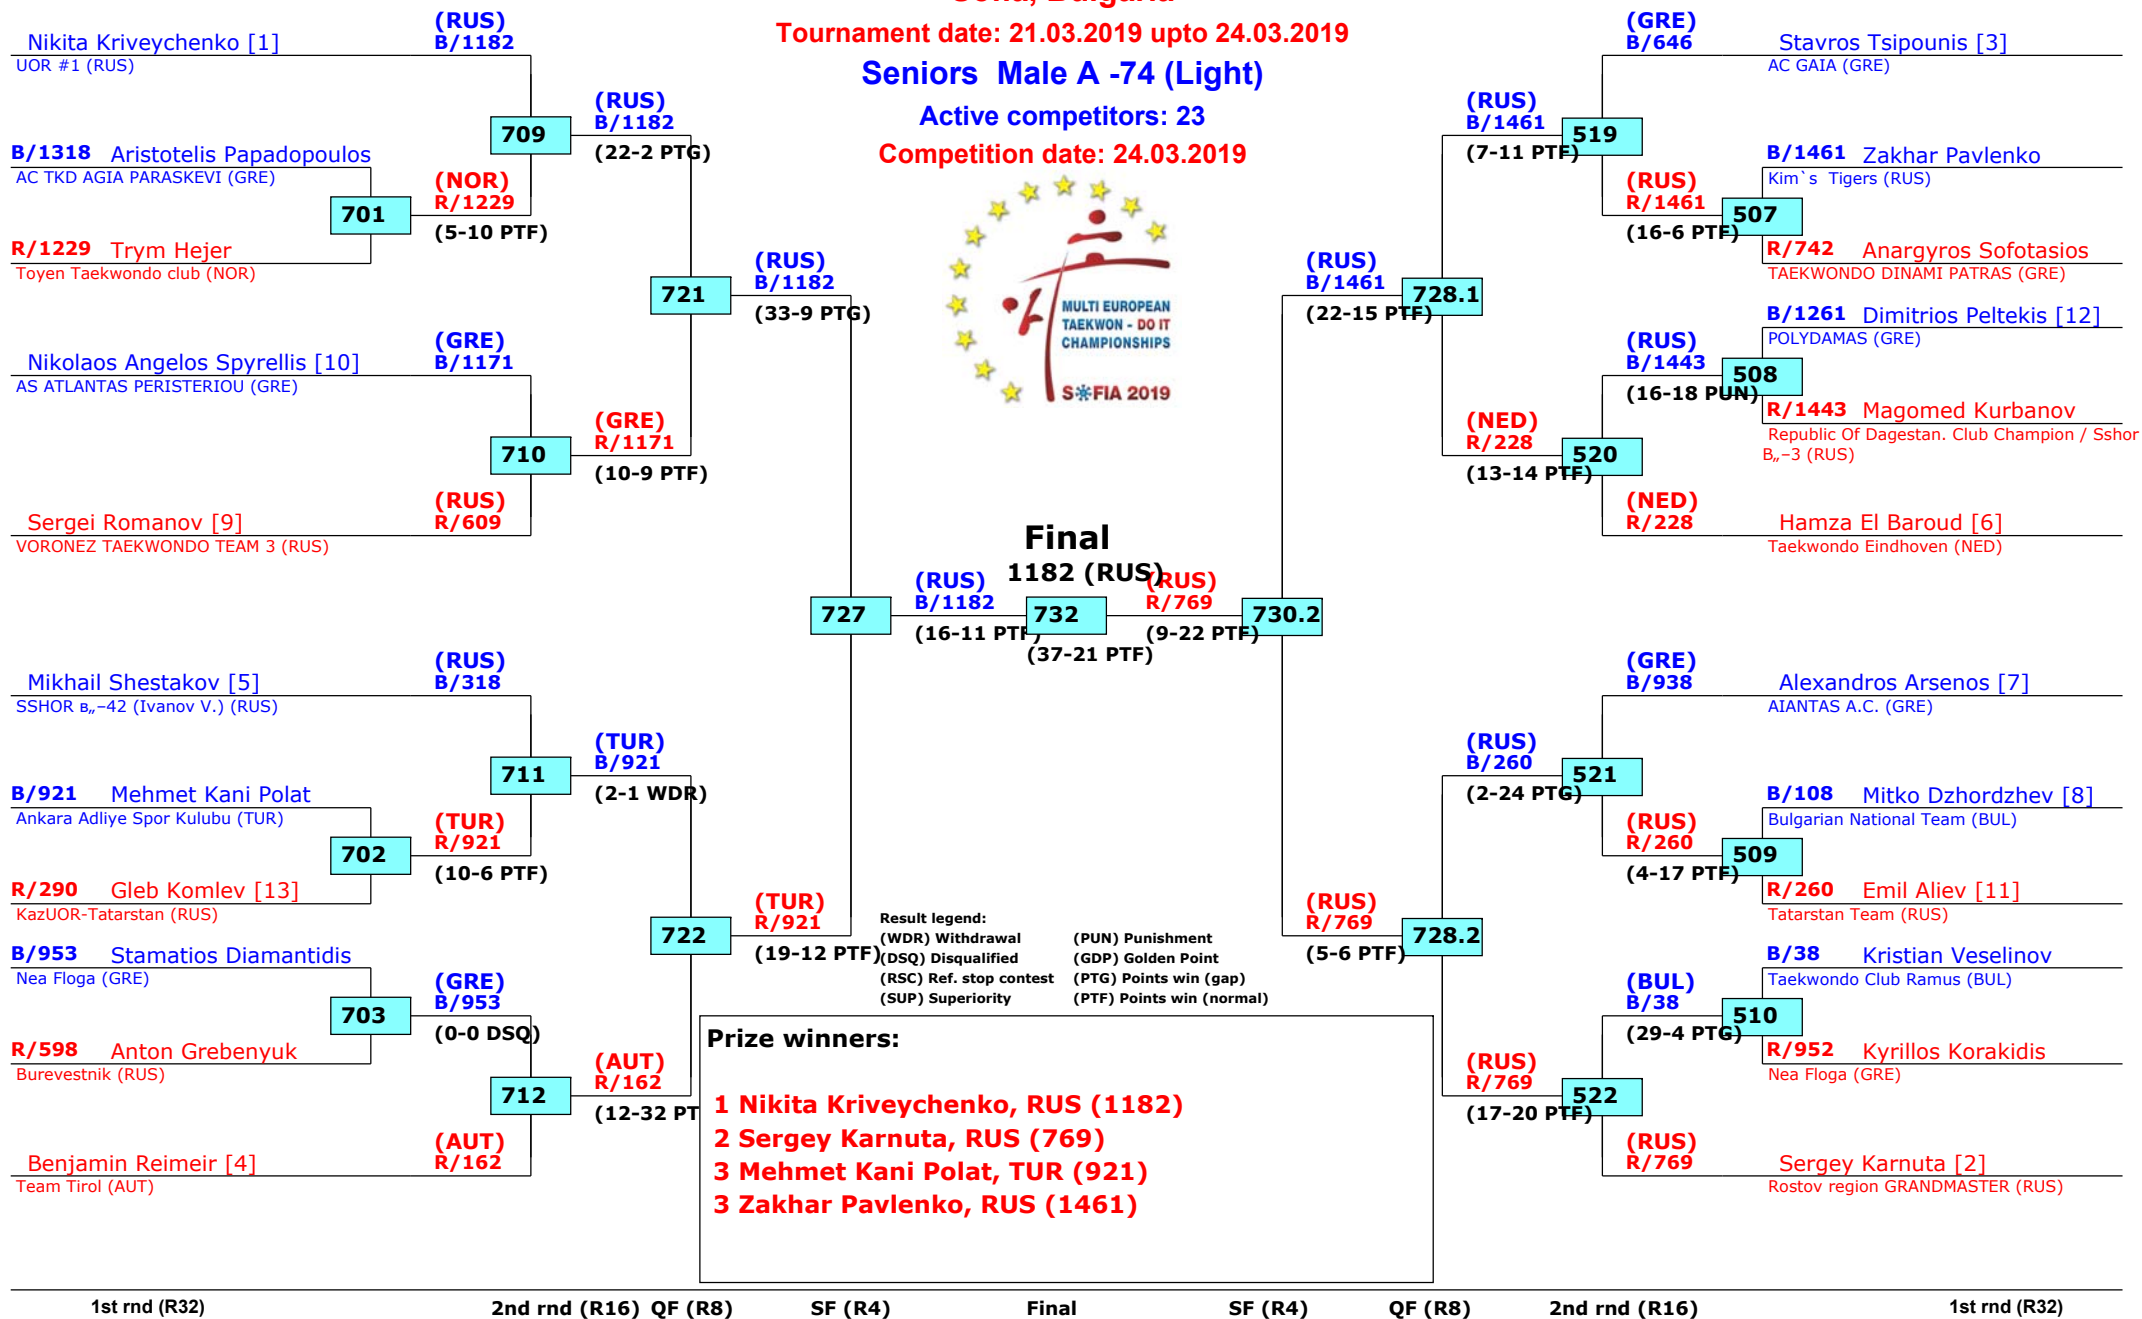 Sofia, Bulgaria
Tournament date: 21.03.2019 upto 24.03.2019
Seniors  Male A -74 (Light)
Active competitors: 23
Competition date: 24.03.2019
MULTI EUROPEAN
TAEKWON - DO IT
CHAMPIONSHIPS
SOFIA 2019
(RUS)
Nikita Kriveychenko [1] B/1182
UOR #1 (RUS)
(RUS)
B/1182
709
(22-2 PTG)
B/1318 Aristotelis Papadopoulos
AC TKD AGIA PARASKEVI (GRE)
(NOR)
R/1229
701
(5-10 PTF)
R/1229 Trym Hejer
Toyen Taekwondo club (NOR)
(RUS)
B/1182
721
(33-9 PTG)
(GRE)
Nikolaos Angelos Spyrellis [10] B/1171
AS ATLANTAS PERISTERIOU (GRE)
(GRE)
R/1171
710
(10-9 PTF)
(RUS)
Sergei Romanov [9] R/609
VORONEZ TAEKWONDO TEAM 3 (RUS)
(RUS)
B/1182
727
(16-11 PTF)
(RUS)
Mikhail Shestakov [5] B/318
SSHOR в„–42 (Ivanov V.) (RUS)
(TUR)
B/921
711
(2-1 WDR)
B/921 Mehmet Kani Polat
Ankara Adliye Spor Kulubu (TUR)
(TUR)
R/921
702
(10-6 PTF)
R/290 Gleb Komlev [13]
KazUOR-Tatarstan (RUS)
(TUR)
R/921
722
(19-12 PTF)
B/953 Stamatios Diamantidis
Nea Floga (GRE)
(GRE)
B/953
703
(0-0 DSQ)
R/598 Anton Grebenyuk
Burevestnik (RUS)
(AUT)
R/162
712
(12-32 PT
(AUT)
Benjamin Reimeir [4] R/162
Team Tirol (AUT)
Final
1182 (RUS)
732
(37-21 PTF)
(RUS)
R/769
730.2
(9-22 PTF)
(GRE)
B/646 Stavros Tsipounis [3]
AC GAIA (GRE)
(RUS)
B/1461
519
(7-11 PTF)
B/1461 Zakhar Pavlenko
Kim`s  Tigers (RUS)
(RUS)
R/1461
507
(16-6 PTF)
R/742 Anargyros Sofotasios
TAEKWONDO DINAMI PATRAS (GRE)
(RUS)
B/1461
728.1
(22-15 PTF)
B/1261 Dimitrios Peltekis [12]
POLYDAMAS (GRE)
(RUS)
B/1443
508
(16-18 PUN)
R/1443 Magomed Kurbanov
Republic Of Dagestan. Club Champion / Sshor
В„–3 (RUS)
(NED)
R/228
520
(13-14 PTF)
(NED)
R/228 Hamza El Baroud [6]
Taekwondo Eindhoven (NED)
(GRE)
B/938 Alexandros Arsenos [7]
AIANTAS A.C. (GRE)
(RUS)
B/260
521
(2-24 PTG)
B/108 Mitko Dzhordzhev [8]
Bulgarian National Team (BUL)
(RUS)
R/260
509
(4-17 PTF)
R/260 Emil Aliev [11]
Tatarstan Team (RUS)
(RUS)
R/769
728.2
(5-6 PTF)
B/38 Kristian Veselinov
Taekwondo Club Ramus (BUL)
(BUL)
B/38
510
(29-4 PTG)
R/952 Kyrillos Korakidis
Nea Floga (GRE)
(RUS)
R/769
522
(17-20 PTF)
(RUS)
R/769 Sergey Karnuta [2]
Rostov region GRANDMASTER (RUS)
Result legend:
(WDR) Withdrawal (PUN) Punishment
(DSQ) Disqualified (GDP) Golden Point
(RSC) Ref. stop contest (PTG) Points win (gap)
(SUP) Superiority (PTF) Points win (normal)
Prize winners:
1 Nikita Kriveychenko, RUS (1182)
2 Sergey Karnuta, RUS (769)
3 Mehmet Kani Polat, TUR (921)
3 Zakhar Pavlenko, RUS (1461)
1st rnd (R32) 2nd rnd (R16) QF (R8) SF (R4) Final SF (R4) QF (R8) 2nd rnd (R16) 1st rnd (R32)